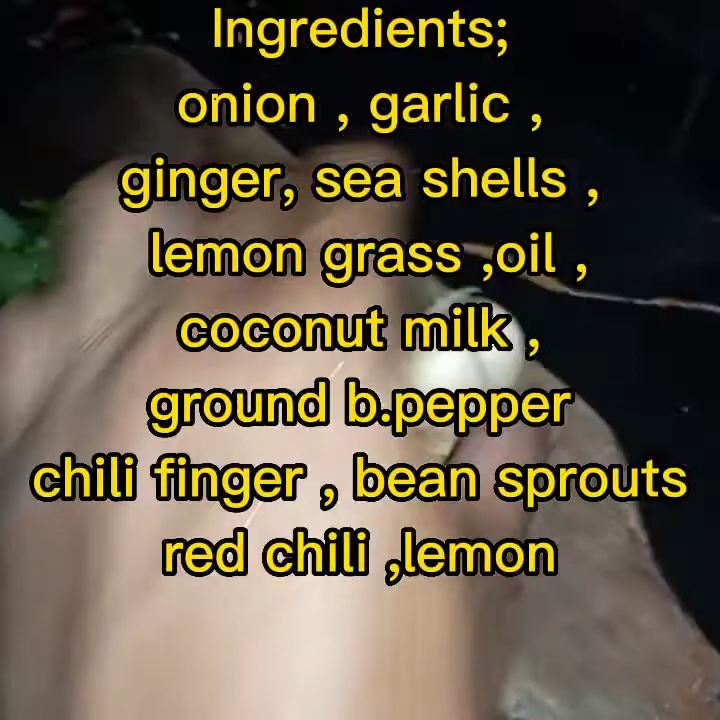 Ingredients;
onion , garlic ,
ginger, sea shells ,
lemon grass ,oil ,
coconut milk ,
ground b.pepper
chili finger , bean sprouts
red chili ,lemon